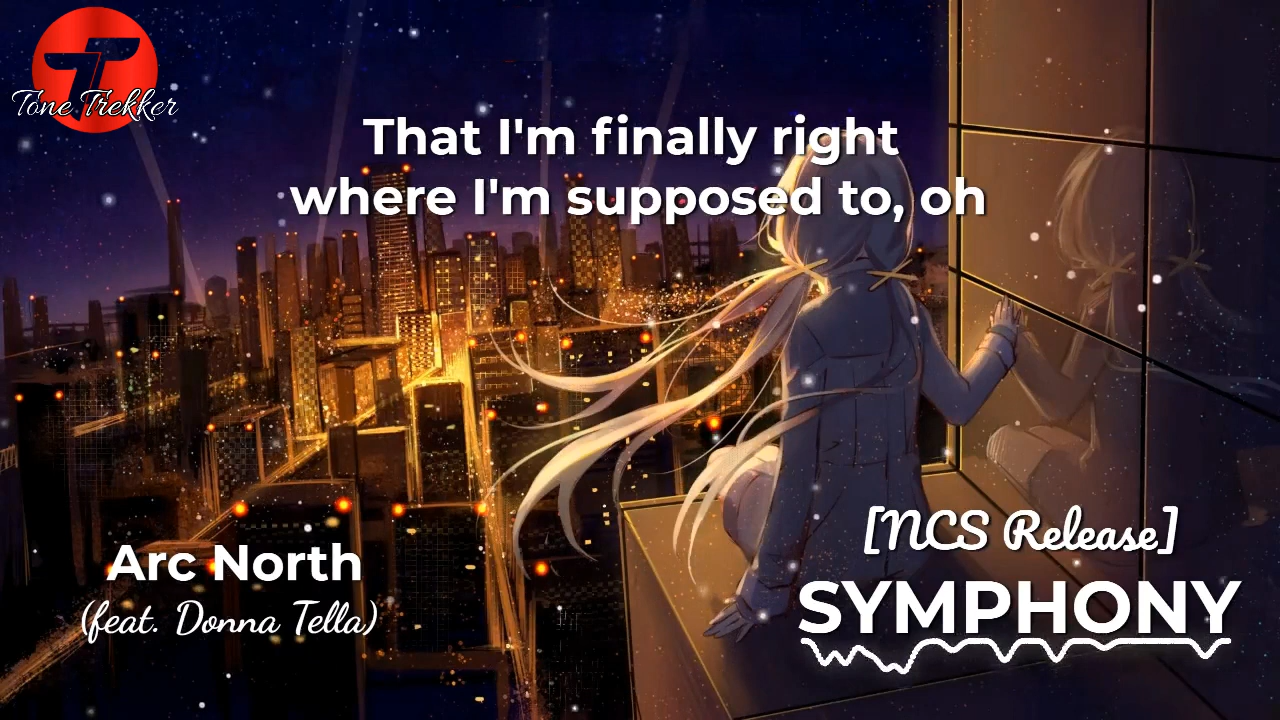 Tone Trekker
That I'm finally right
where I'm supposed to, oh
Arc North
(feat. Donna Tella)
[NCS Release]
SYMPHONY